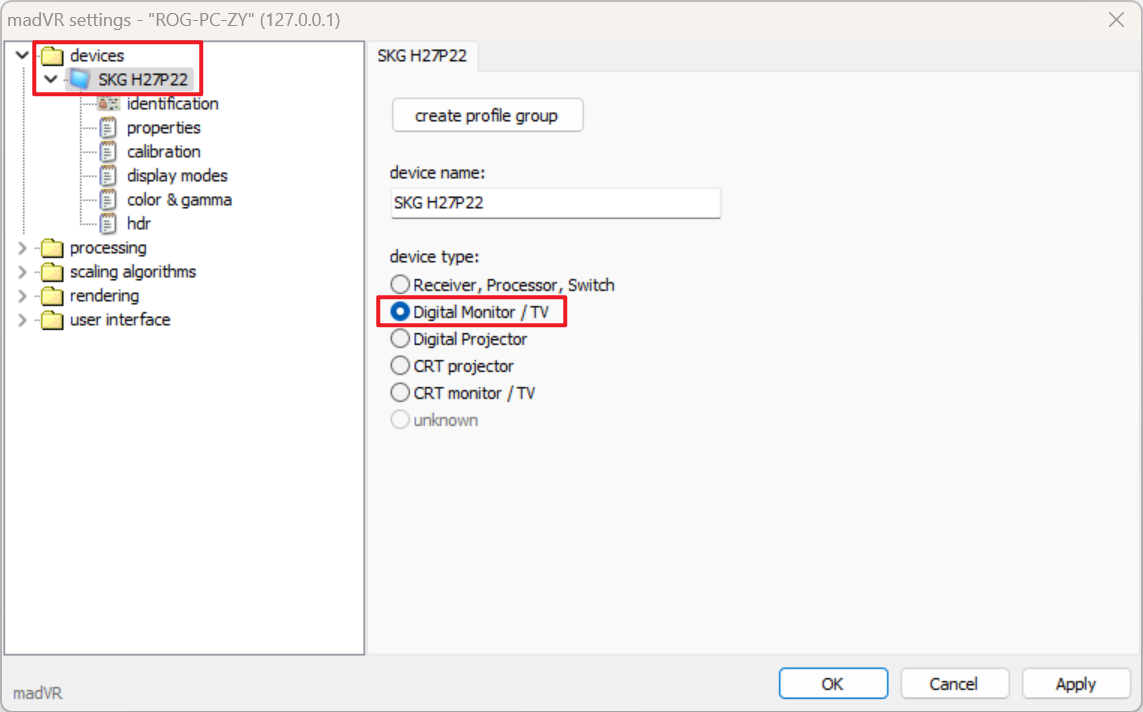 madVR settings - "ROG-PC-ZY" (127.0.0.1)
devices
SKG H27P22
identification
properties
calibration
display modes
color & gamma
hdr
processing
scaling algorithms
rendering
user interface
SKG H27P22
create profile group
device name:
SKG H27P22
device type:
Receiver, Processor, Switch
Digital Monitor / TV
Digital Projector
CRT projector
CRT monitor / TV
unknown
madVR
OK
Cancel
Apply